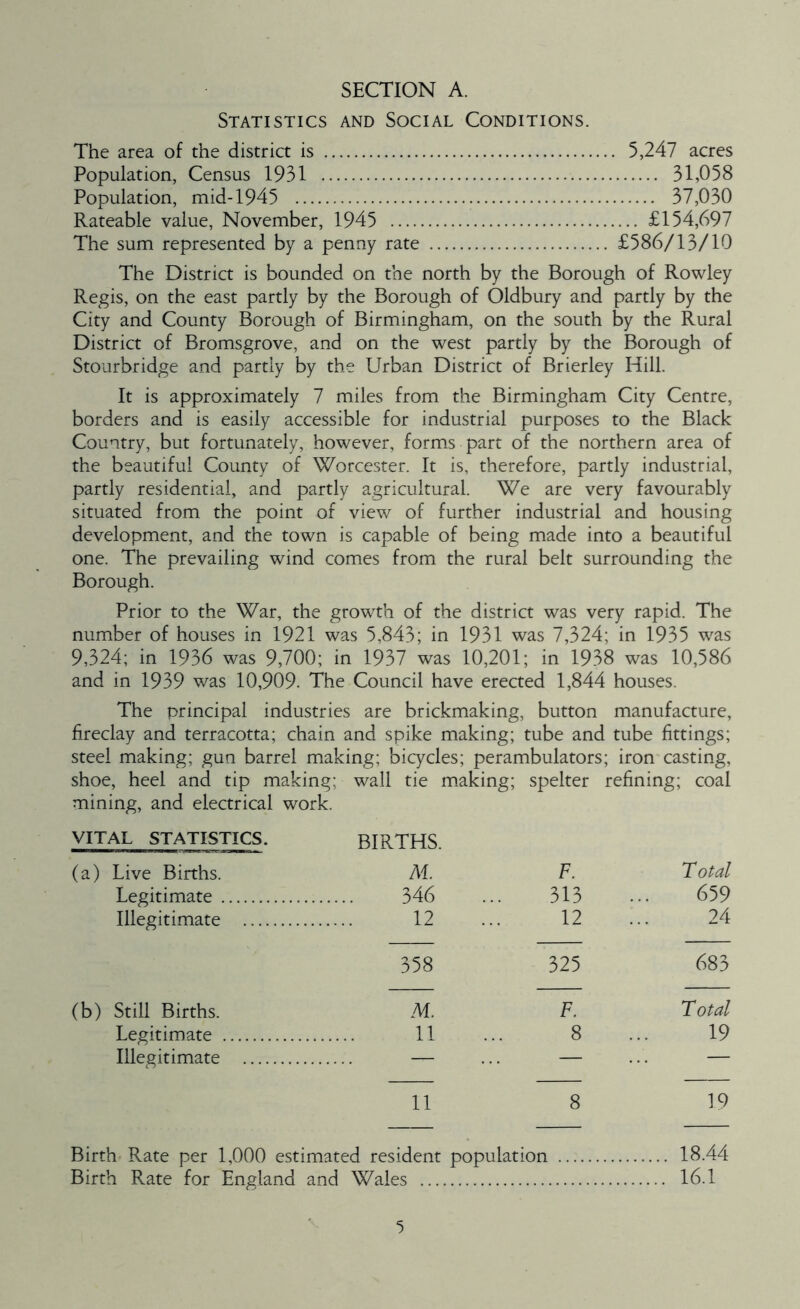 SECTION A.
STATISTICS AND SOCIAL CONDITIONS.
The area of the district is ................ 5,247 acres
Population, Census 1931 ................ 31,058
Population, mid-1945 ................ 37,030
Rateable value, November, 1945 ................ £154,697
The sum represented by a penny rate ................ £586/13/10
The District is bounded on the north by the Borough of Rowley
Regis, on the east partly by the Borough of Oldbury and partly by the
City and County Borough of Birmingham, on the south by the Rural
District of Bromsgrove, and on the west partly by the Borough of
Stourbridge and partly by the Urban District of Brierley Hill.
It is approximately 7 miles from the Birmingham City Centre,
borders and is easily accessible for industrial purposes to the Black
Country, but fortunately, however, forms part of the northern area of
the beautiful County of Worcester. It is, therefore, partly industrial,
partly residential, and partly agricultural. We are very favourably
situated from the point of view of further industrial and housing
development, and the town is capable of being made into a beautiful
one. The prevailing wind comes from the rural belt surrounding the
Borough.
Prior to the War, the growth of the district was very rapid. The
number of houses in 1921 was 5,843; in 1931 was 7,324; in 1935 was
9,324; in 1936 was 9,700; in 1937 was 10,201; in 1938 was 10,586
and in 1939 was 10,909. The Council have erected 1,844 houses.
The principal industries are brickmaking, button manufacture,
fireclay and terracotta; chain and spike making; tube and tube fittings;
steel making; gun barrel making; bicycles; perambulators; iron casting,
shoe, heel and tip making; wall tie making; spelter refining; coal
mining, and electrical work.
VITAL STATISTICS. BIRTHS.
(a) Live Births. M. F. Total
Legitimate ................ 346 ... 313 ... 659
Illegitimate ................ 12 ... 12 ... 24
358 325 683
(b) Still Births. M. F. Total
Legitimate ................ 11 ... 8 ... 19
Illegitimate ................ — ... — ... —
11 8 19
Birth Rate per 1,000 estimated resident population ................ 18.44
Birth Rate for England and Wales ................ 16.1
5